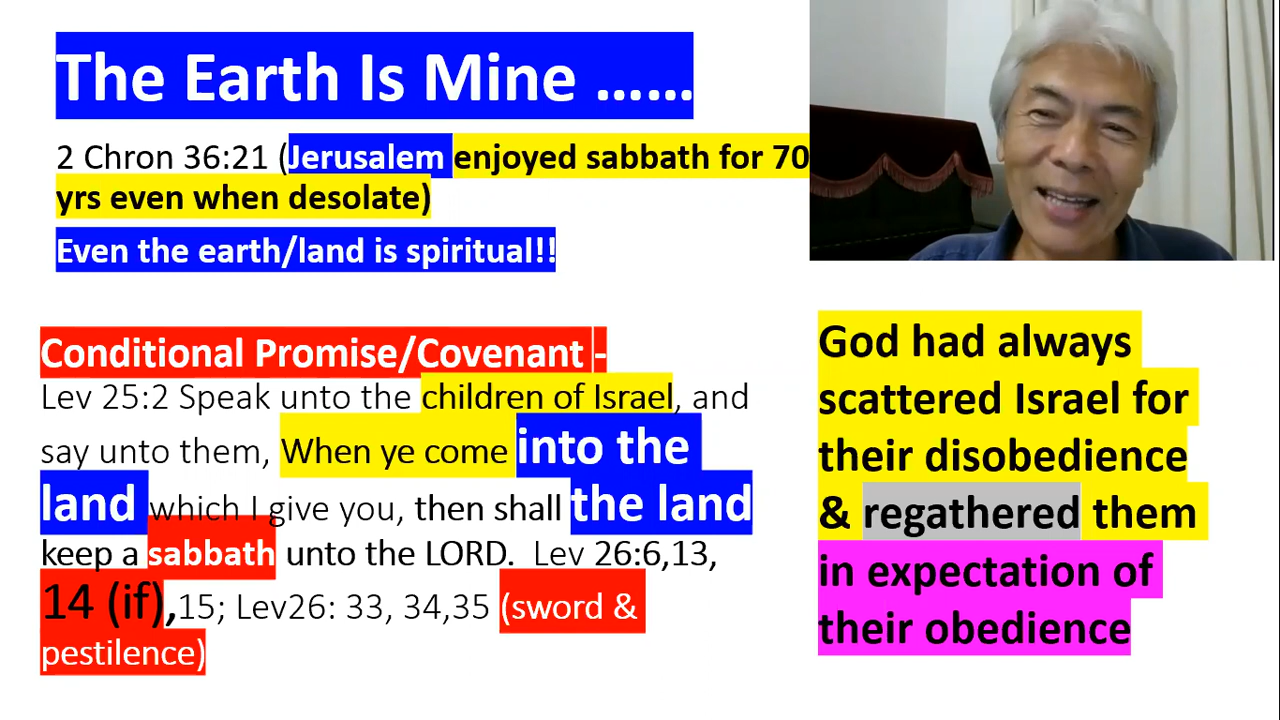 The Earth Is Mine ......
2 Chron 36:21 (Jerusalem enjoyed sabbath for 70
yrs even when desolate)
Even the earth/land is spiritual!!
Conditional Promise/Covenant -
Lev 25:2 Speak unto the children of Israel, and
say unto them, When ye come into the
land which I give you, then shall the land
keep a sabbath unto the LORD. Lev 26:6,13,
14 (if),15; Lev26: 33, 34,35 (sword &
pestilence)
God had always
scattered Israel for
their disobedience
& regathered them
in expectation of
their obedience